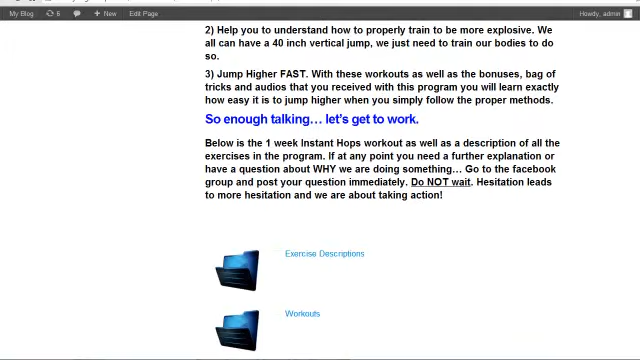 My Blog 6 + New Edit Page Howdy, admin
2) Help you to understand how to properly train to be more explosive. We
all can have a 40 inch vertical jump, we just need to train our bodies to do
so.
3) Jump Higher FAST. With these workouts as well as the bonuses, bag of
tricks and audios that you received with this program you will learn exactly
how easy it is to jump higher when you simply follow the proper methods.
So enough talking… let's get to work.
Below is the 1 week Instant Hops workout as well as a description of all the
exercises in the program. If at any point you need a further explanation or
have a question about WHY we are doing something… Go to the facebook
group and post your question immediately. Do NOT wait. Hesitation leads
to more hesitation and we are about taking action!
Exercise Descriptions
Workouts